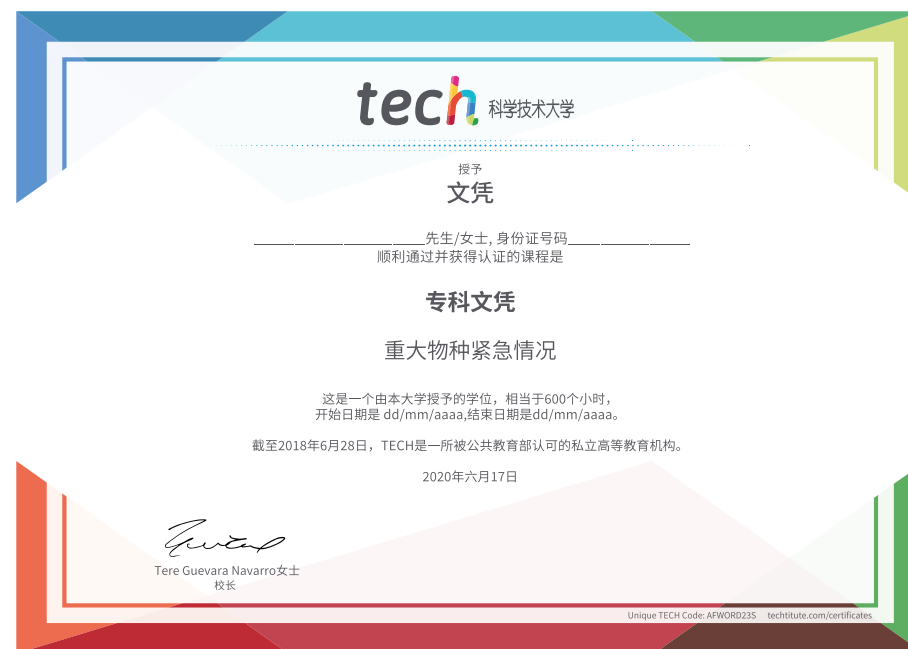 tech 科学技术大学
授予
文凭
____________________先生/女士, 身份证号码______________
顺利通过并获得认证的课程是
专科文凭
重大物种紧急情况
这是一个由本大学授予的学位，相当于600个小时，
开始日期是 dd/mm/aaaa,结束日期是dd/mm/aaaa。
截至2018年6月28日，TECH是一所被公共教育部认可的私立高等教育机构。
2020年六月17日
Tere Guevara Navarro女士
校长
Unique TECH Code: AFWORD23S techtitute.com/certificates